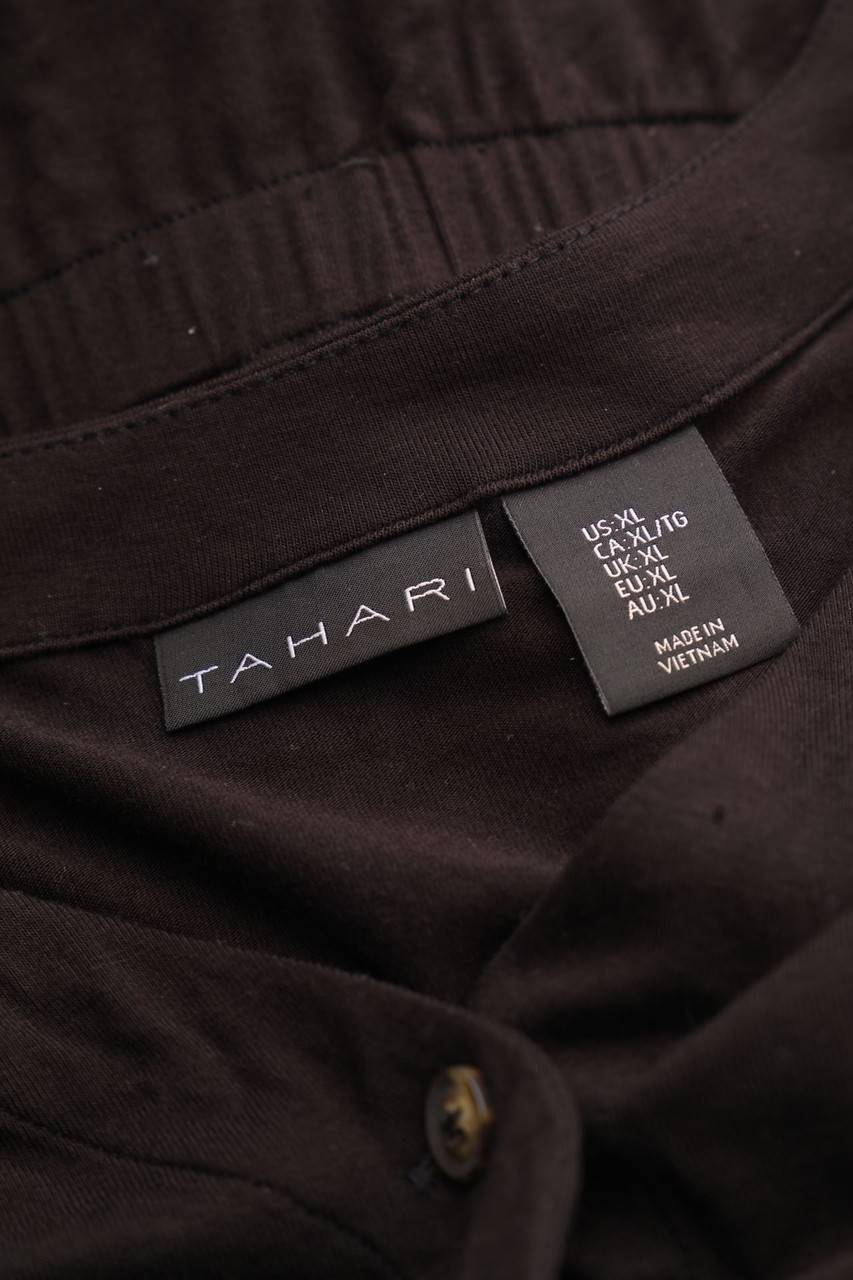 TAHARI
US:XL
CA:XL/TG
UK:XL
EU:XL
AU:XL
MADE IN
VIETNAM